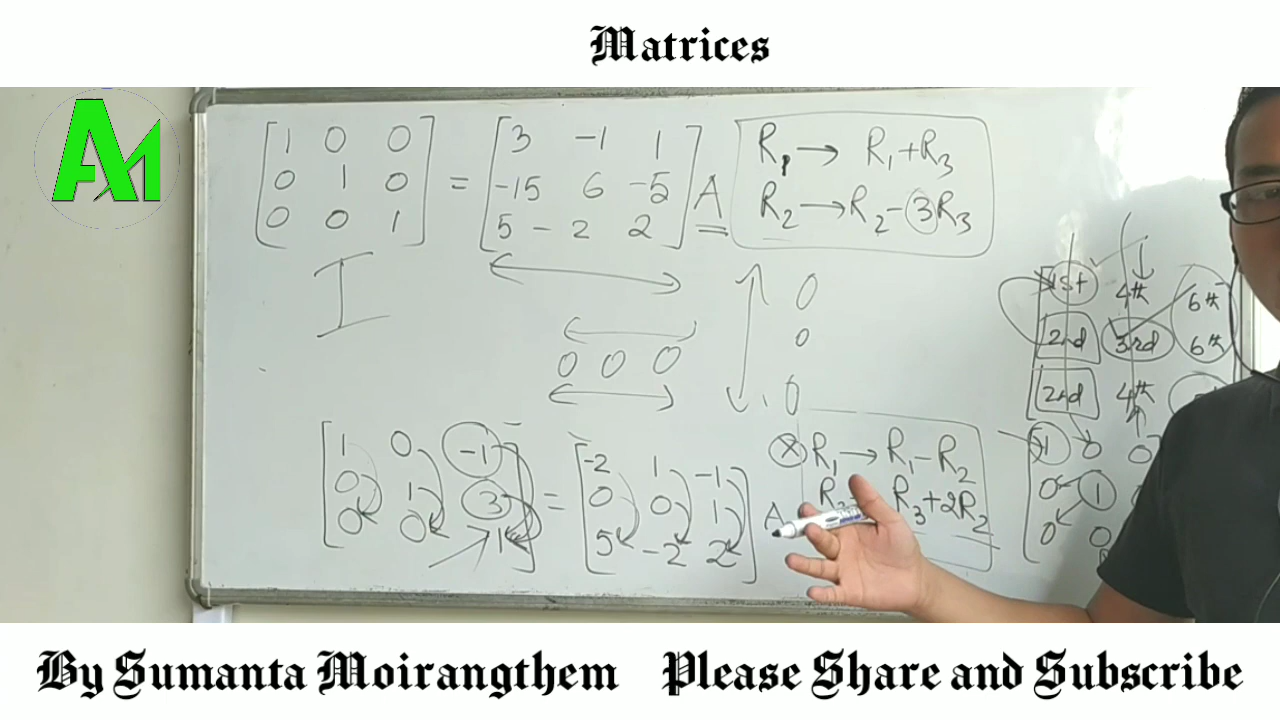 Matrices
AM
1 0 0
0 1 0
0 0 1
=
3 -1 1
-15 6 -5
5 -2 2
A
R₁ → R₁+R₃
R₂ → R₂-3R₃
I
0 0 0
0
0
0
1st 4th 6th
2nd 3rd 6th
2nd 4th
1 0 0
0 1
0 0
1 0 -1
0 1 3
0 0 1
=
-2 1 -1
0 0 1
5 -2 2
A
R₁ → R₁-R₂
R₃+2R₂
By Sumanta Moirangthem Please Share and Subscribe